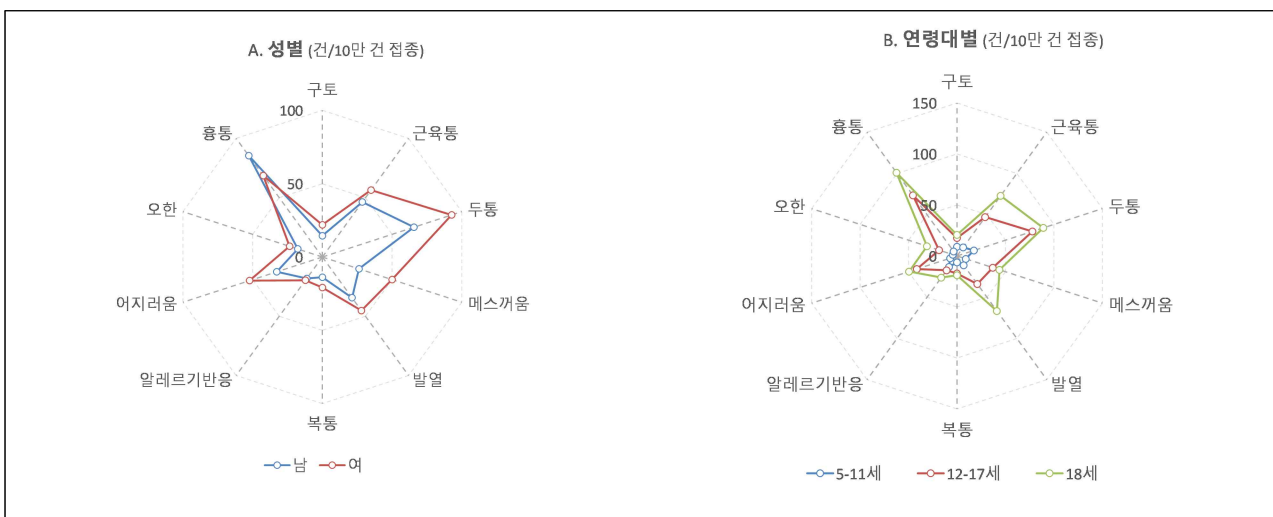 A. 성별 (건/10만 건 접종)
구토
100
흉통
근육통
50
오한
두통
0
어지러움
메스꺼움
알레르기반응
발열
복통
남 여
B. 연령대별 (건/10만 건 접종)
구토
150
흉통
근육통
100
오한
50
두통
0
어지러움
메스꺼움
알레르기반응
발열
복통
5-11세 12-17세 18세